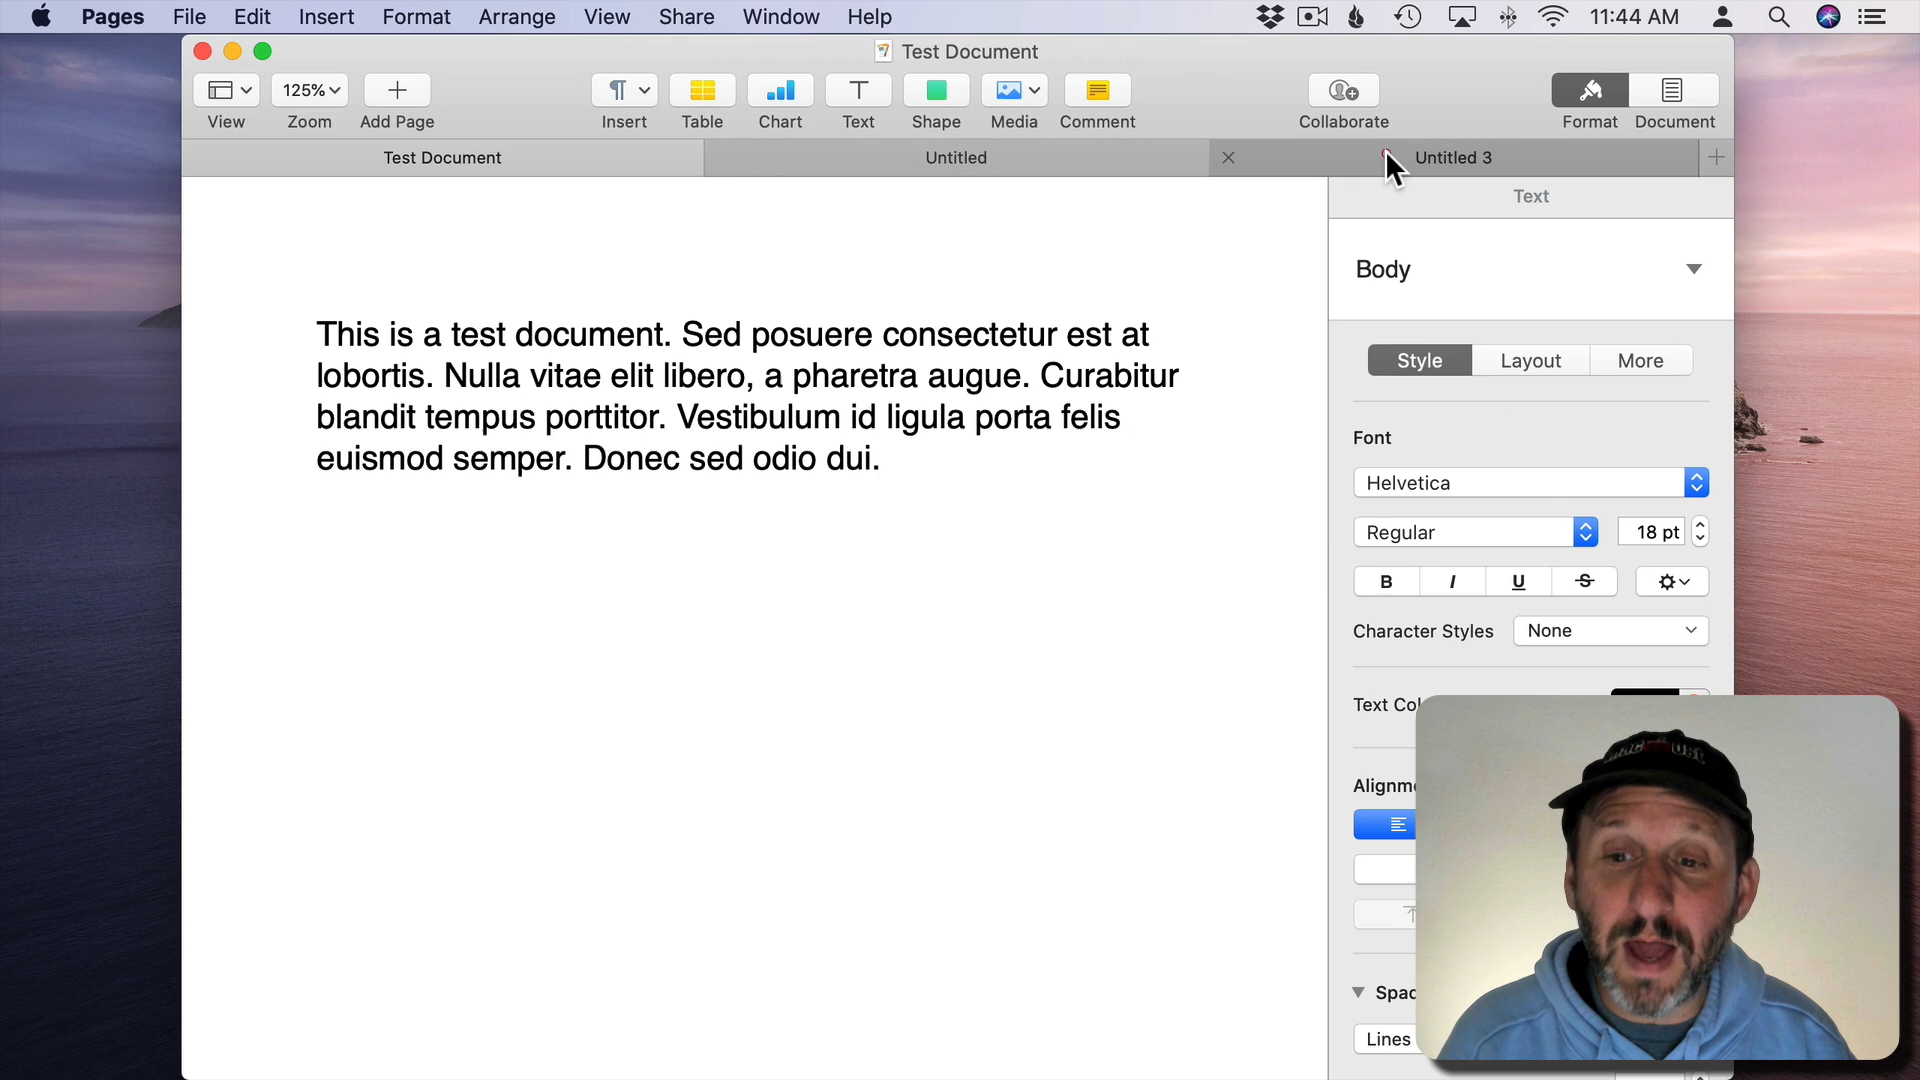 Pages File Edit Insert Format Arrange View Share Window Help 11:44 AM
Test Document
125%
View Zoom Add Page Insert Table Chart Text Shape Media Comment Collaborate Format Document
Test Document Untitled Untitled 3
Text
Body
This is a test document. Sed posuere consectetur est at
lobortis. Nulla vitae elit libero, a pharetra augue. Curabitur
blandit tempus porttitor. Vestibulum id ligula porta felis
euismod semper. Donec sed odio dui.
Style Layout More
Font
Helvetica
Regular 18 pt
B I U S
Character Styles None
Text Col
Alignme
Spac
Lines